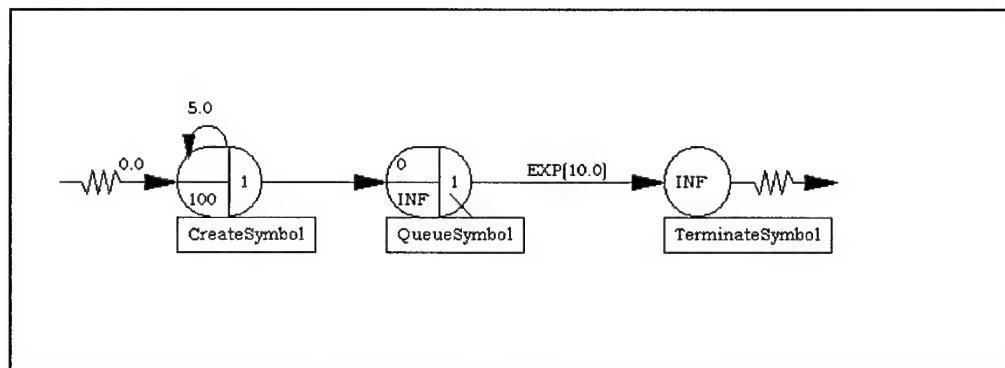 5.0
0.0
100
1
CreateSymbol
0
INF
1
QueueSymbol
EXP[10.0)
INF
TerminateSymbol